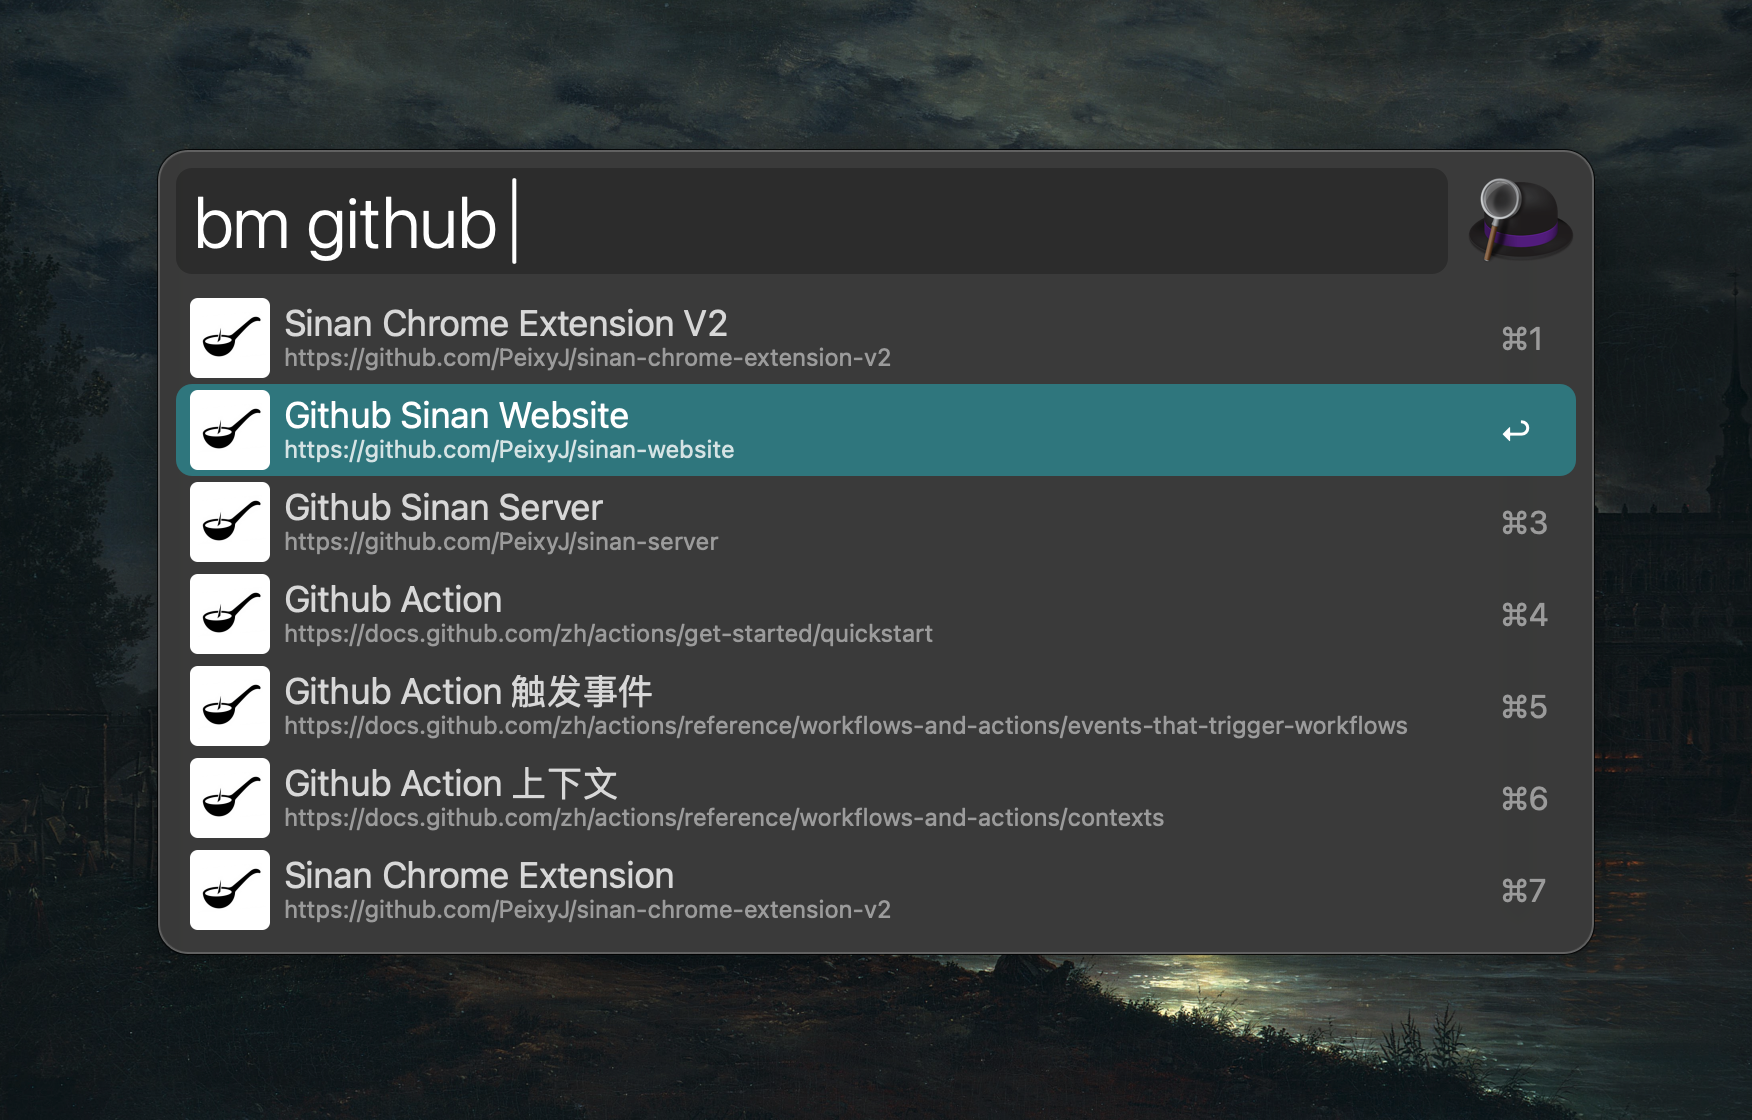 bm github
Sinan Chrome Extension V2
https://github.com/PeixyJ/sinan-chrome-extension-v2
⌘1
Github Sinan Website
https://github.com/PeixyJ/sinan-website
Github Sinan Server
https://github.com/PeixyJ/sinan-server
⌘3
Github Action
https://docs.github.com/zh/actions/get-started/quickstart
⌘4
Github Action 触发事件
https://docs.github.com/zh/actions/reference/workflows-and-actions/events-that-trigger-workflows
⌘5
Github Action 上下文
https://docs.github.com/zh/actions/reference/workflows-and-actions/contexts
⌘6
Sinan Chrome Extension
https://github.com/PeixyJ/sinan-chrome-extension-v2
⌘7